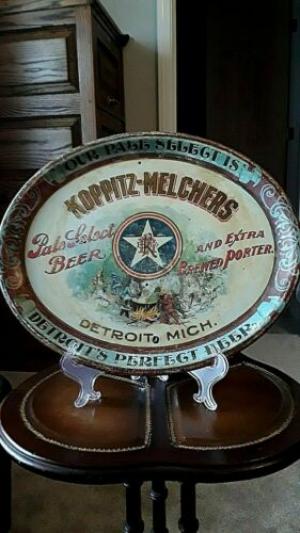 OUR PALE SELECT IS
KOPPITZ-MELCHERS
Pale Select
BEER
AND EXTRA
BREWED PORTER.
DETROIT, MICH.
DETROIT'S PERFECT BEER